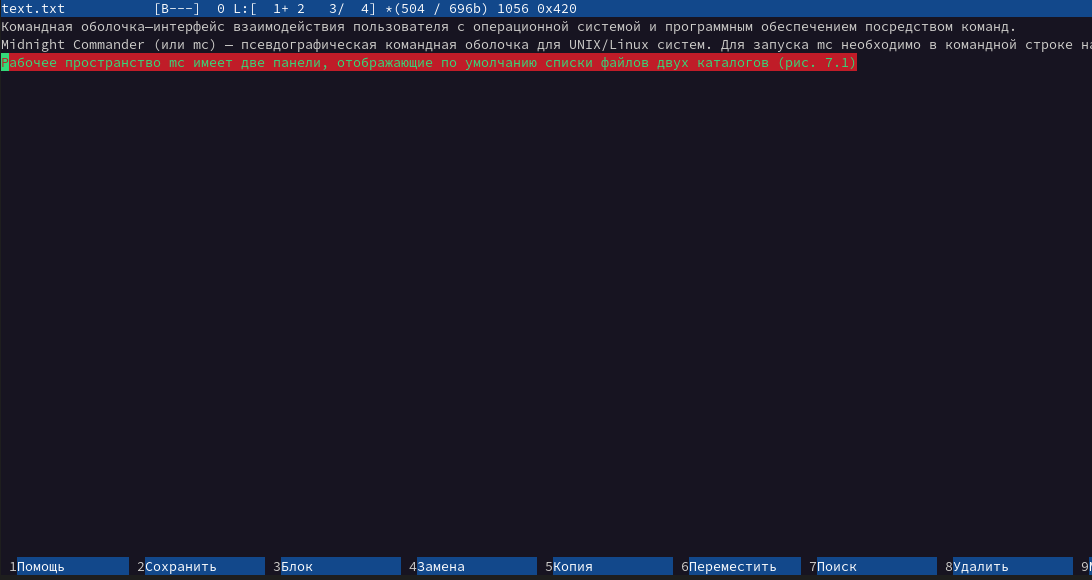 text.txt [B---] 0 L:[ 1+ 2 3/ 4] *(504 / 696b) 1056 0x420
Командная оболочка—интерфейс взаимодействия пользователя с операционной системой и программным обеспечением посредством команд.
Midnight Commander (или mc) — псевдографическая командная оболочка для UNIX/Linux систем. Для запуска mc необходимо в командной строке на
Рабочее пространство mc имеет две панели, отображающие по умолчанию списки файлов двух каталогов (рис. 7.1)
1Помощь 2Сохранить 3Блок 4Замена 5Копия 6Переместить 7Поиск 8Удалить 9